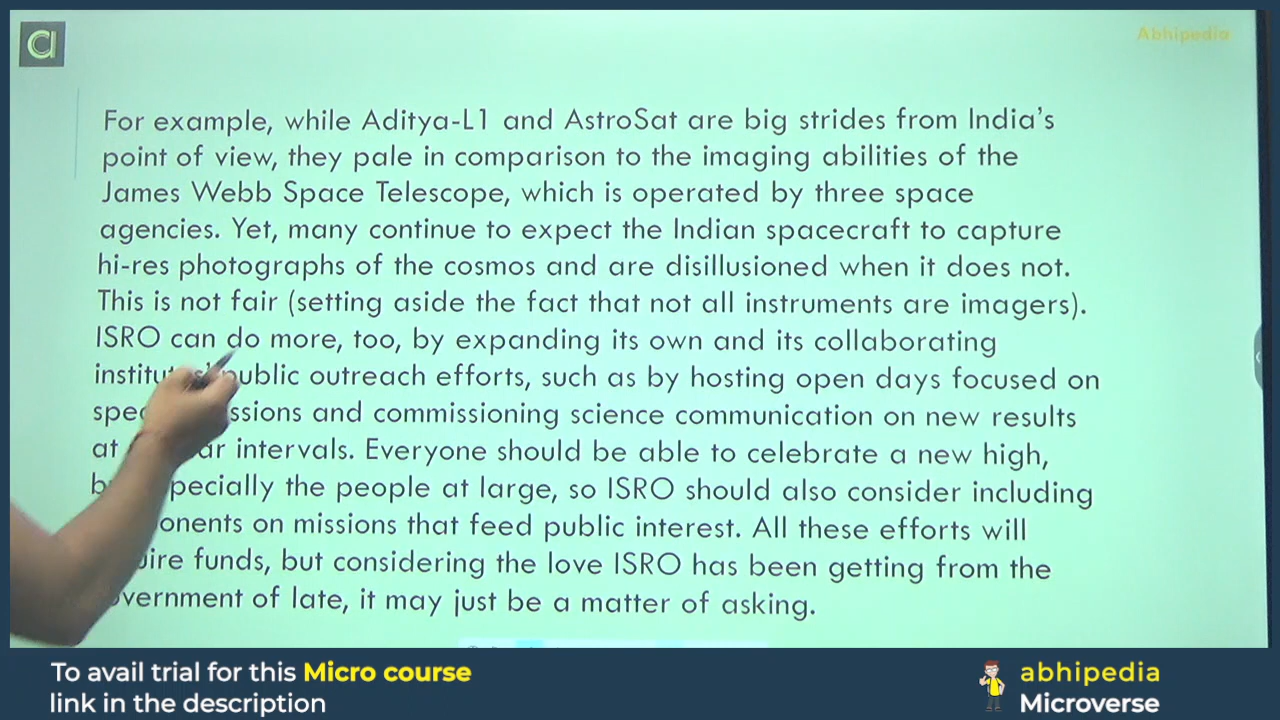 Abhipedia
For example, while Aditya-L1 and AstroSat are big strides from India's
point of view, they pale in comparison to the imaging abilities of the
James Webb Space Telescope, which is operated by three space
agencies. Yet, many continue to expect the Indian spacecraft to capture
hi-res photographs of the cosmos and are disillusioned when it does not.
This is not fair (setting aside the fact that not all instruments are imagers).
ISRO can do more, too, by expanding its own and its collaborating
public outreach efforts, such as by hosting open days focused on
and commissioning science communication on new results
at intervals. Everyone should be able to celebrate a new high,
the people at large, so ISRO should also consider including
on missions that feed public interest. All these efforts will
funds, but considering the love ISRO has been getting from the
of late, it may just be a matter of asking.
To avail trial for this Micro course
link in the description
abhipedia
Microverse